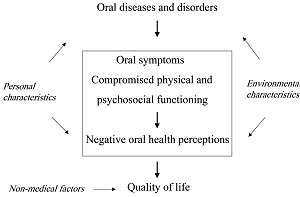 Oral diseases and disorders
Oral symptoms
Compromised physical and
psychosocial functioning
Personal
characteristics
Environmental
characteristics
Negative oral health perceptions
Non-medical factors
Quality of life